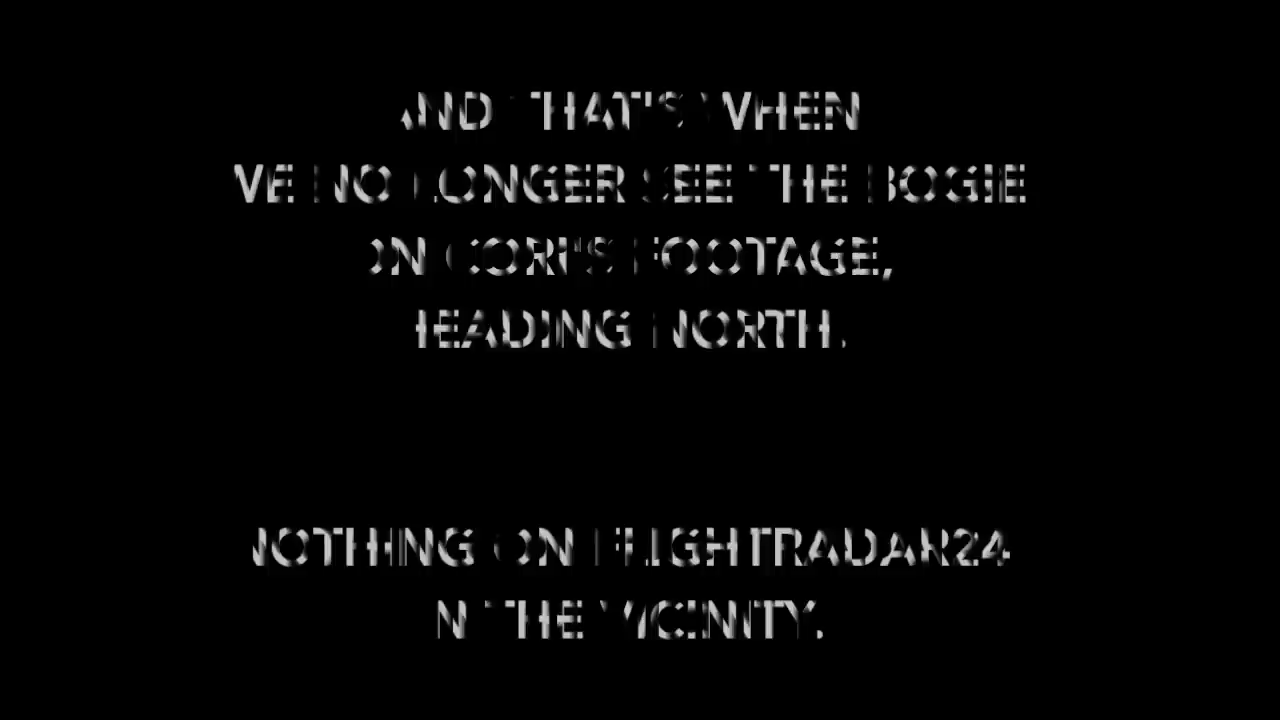 AND THAT'S WHEN
WE NO LONGER SEE THE BOGIE
ON CORI'S FOOTAGE,
HEADING NORTH.
NOTHING ON FLIGHTRADAR24
IN THE VICINITY.